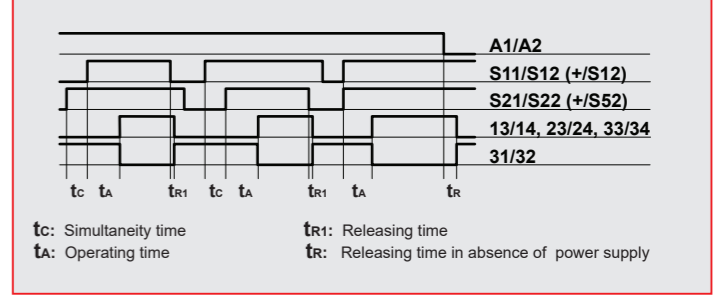 A1/A2
S11/S12 (+/S12)
S21/S22 (+/S52)
13/14, 23/24, 33/34
31/32
tC tA tR1 tC tA tR1 tA tR
tC: Simultaneity time tR1: Releasing time
tA: Operating time tR: Releasing time in absence of power supply